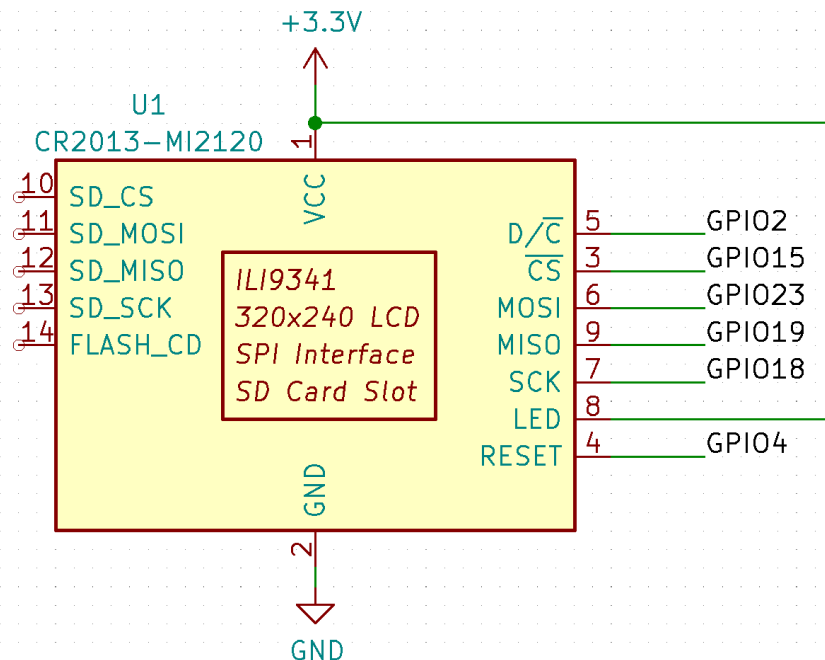 +3.3V
U1
CR2013-MI2120
1
VCC
10 SD_CS
11 SD_MOSI
12 SD_MISO
13 SD_SCK
14 FLASH_CD
ILI9341
320x240 LCD
SPI Interface
SD Card Slot
D/C 5 GPIO2
CS 3 GPIO15
MOSI 6 GPIO23
MISO 9 GPIO19
SCK 7 GPIO18
LED 8
RESET 4 GPIO4
GND
2
GND